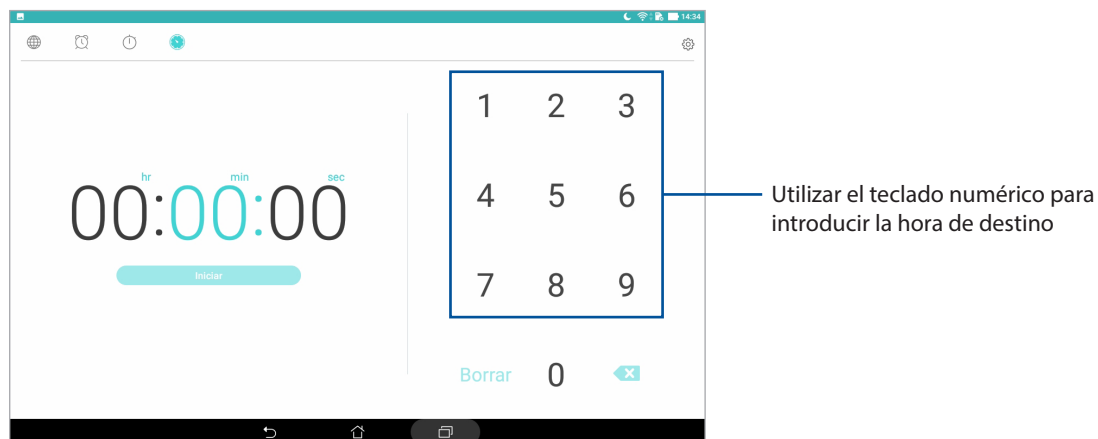 14:34
hr min sec
00:00:00
Iniciar
1 2 3
4 5 6
7 8 9
Borrar 0
Utilizar el teclado numérico para
introducir la hora de destino